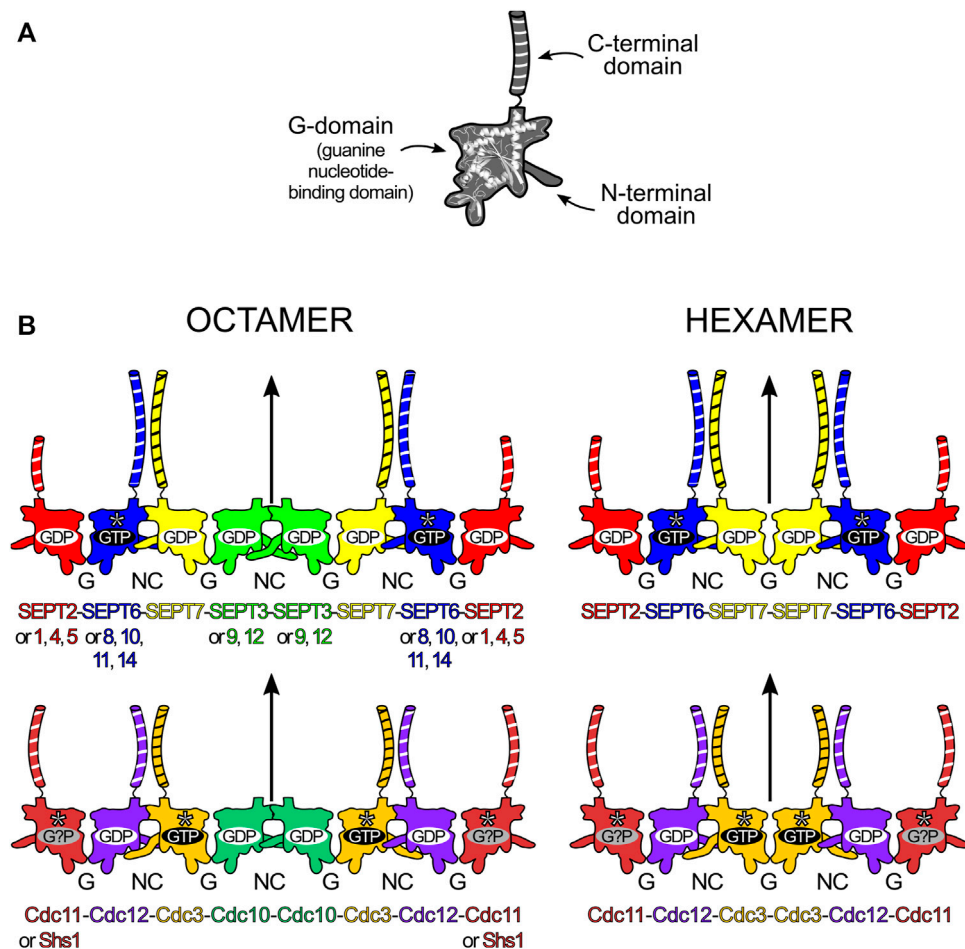 A
C-terminal
domain
G-domain
(guanine
nucleotide-
binding domain)
N-terminal
domain
B
OCTAMER
HEXAMER
* *
GDP GTP GDP GDP GDP GDP GTP GDP
G NC G NC G NC G
SEPT2-SEPT6-SEPT7-SEPT3-SEPT3-SEPT7-SEPT6-SEPT2
or 1, 4, 5 or 8, 10, or 9, 12 or 9, 12 or 8, 10, or 1, 4, 5
11, 14 11, 14
* *
GDP GTP GDP GDP GTP GDP
G NC G NC G
SEPT2-SEPT6-SEPT7-SEPT7-SEPT6-SEPT2
* * * *
G?P GDP GTP GDP GDP GTP GDP G?P
G NC G NC G NC G
Cdc11-Cdc12-Cdc3-Cdc10-Cdc10-Cdc3-Cdc12-Cdc11
or Shs1 or Shs1
* * * *
G?P GDP GTP GTP GDP G?P
G NC G NC G
Cdc11-Cdc12-Cdc3-Cdc3-Cdc12-Cdc11